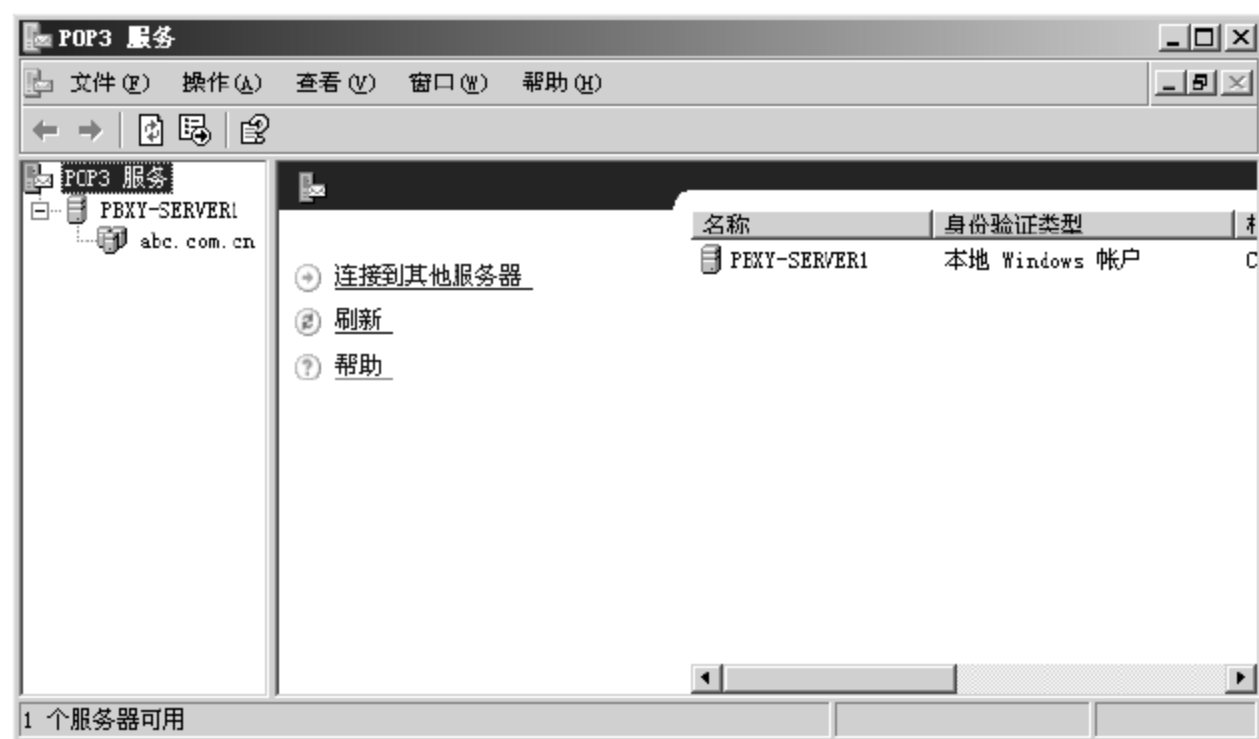 POP3 服务
文件(F) 操作(A) 查看(V) 窗口(W) 帮助(H)
POP3 服务
PBXY-SERVER1
abc.com.cn
连接到其他服务器
刷新
帮助
名称 身份验证类型
PBXY-SERVER1 本地 Windows 帐户 C
1 个服务器可用